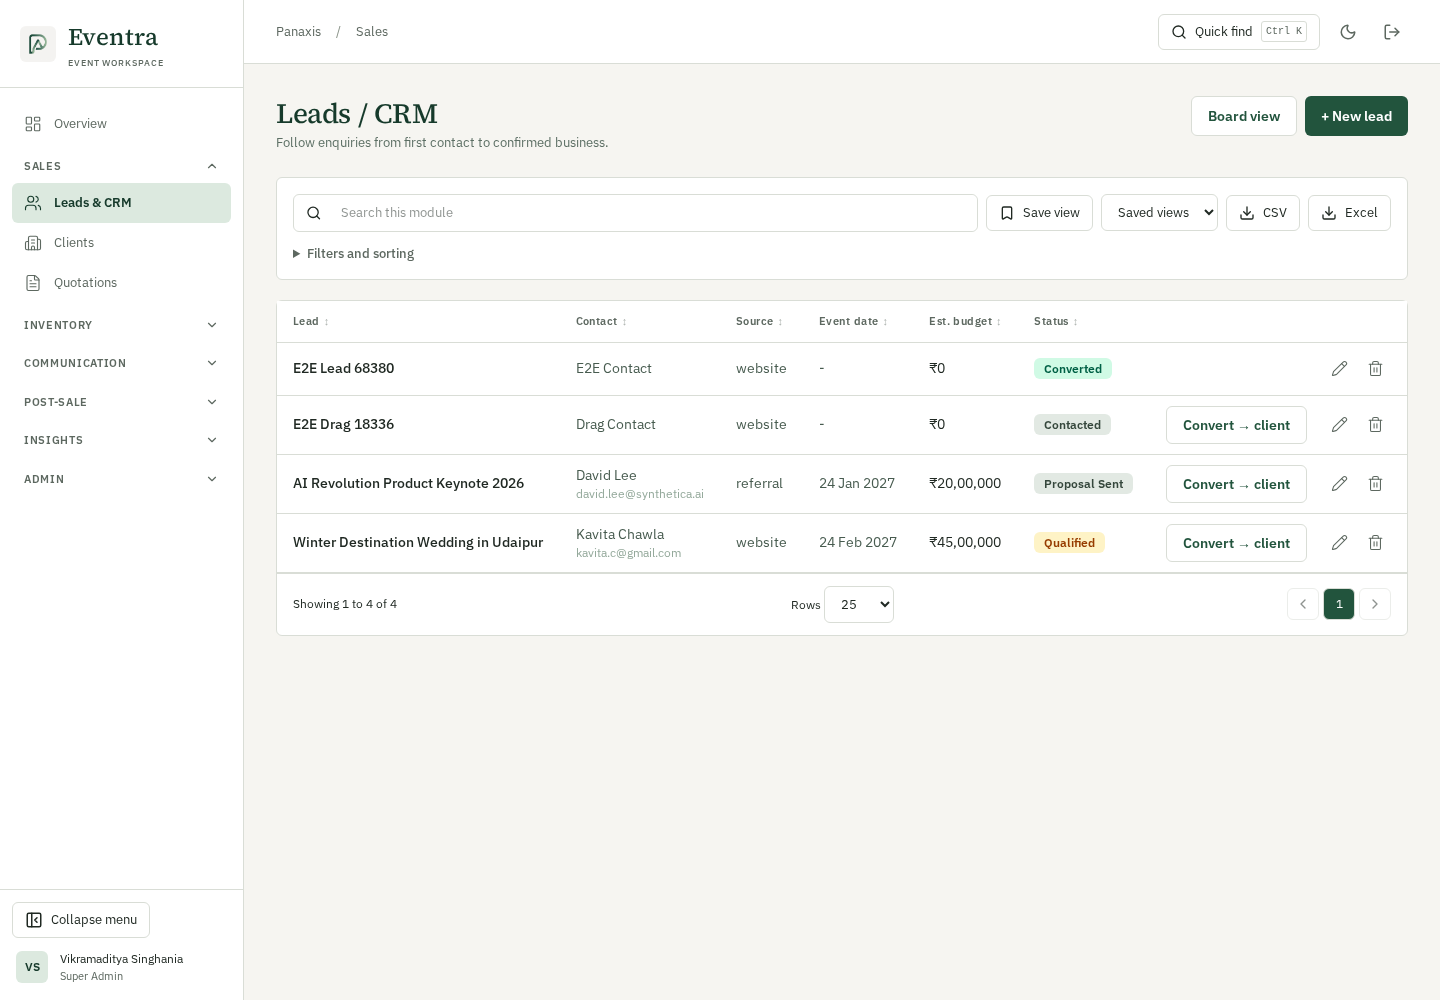 Eventra
EVENT WORKSPACE
Overview
SALES
Leads & CRM
Clients
Quotations
INVENTORY
COMMUNICATION
POST-SALE
INSIGHTS
ADMIN
Collapse menu
VS
Vikramaditya Singhania
Super Admin
Panaxis / Sales
Quick find Ctrl K
Leads / CRM
Follow enquiries from first contact to confirmed business.
Board view
+ New lead
Search this module
Save view
Saved views
CSV
Excel
Filters and sorting
Lead ↕ Contact ↕ Source ↕ Event date ↕ Est. budget ↕ Status ↕
E2E Lead 68380 E2E Contact website - ₹0 Converted
E2E Drag 18336 Drag Contact website - ₹0 Contacted Convert → client
AI Revolution Product Keynote 2026 David Lee referral 24 Jan 2027 ₹20,00,000 Proposal Sent Convert → client
david.lee@synthetica.ai
Winter Destination Wedding in Udaipur Kavita Chawla website 24 Feb 2027 ₹45,00,000 Qualified Convert → client
kavita.c@gmail.com
Showing 1 to 4 of 4 Rows 25 1